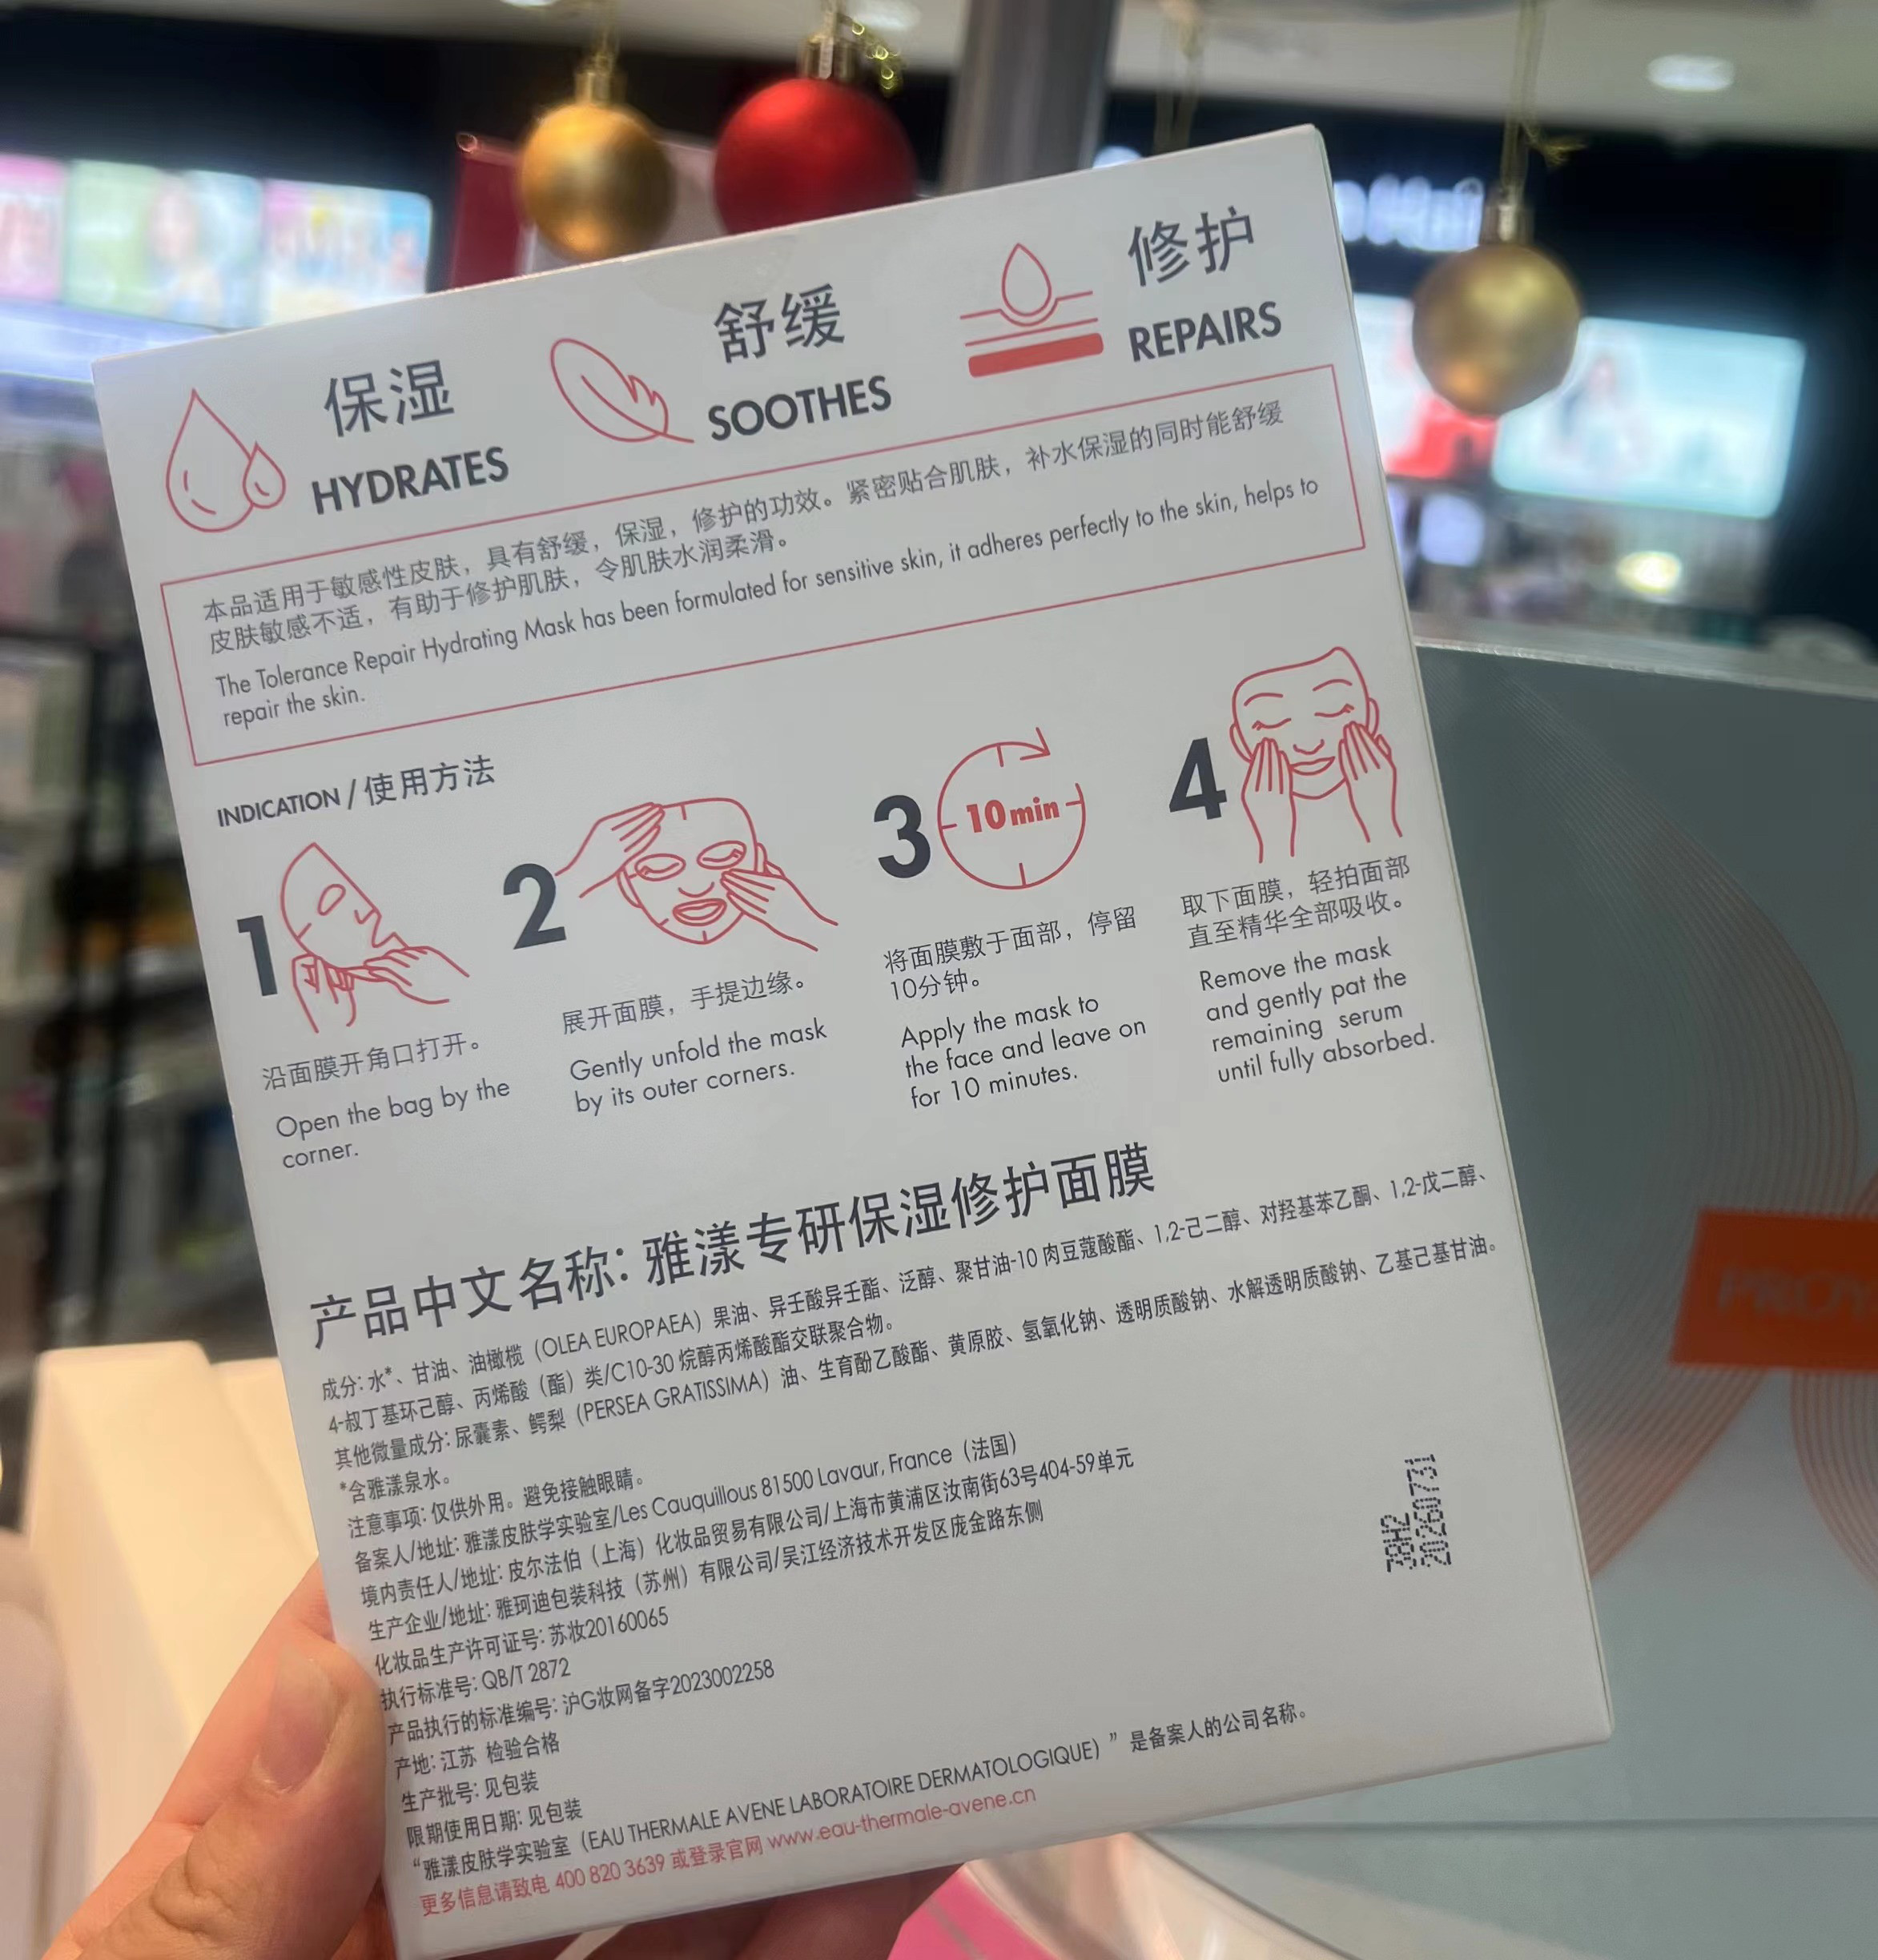 保湿
HYDRATES
舒缓
SOOTHES
修护
REPAIRS
本品适用于敏感性皮肤，具有舒缓，保湿，修护的功效。紧密贴合肌肤，补水保湿的同时能舒缓
皮肤敏感不适，有助于修护肌肤，令肌肤水润柔滑。
The Tolerance Repair Hydrating Mask has been formulated for sensitive skin, it adheres perfectly to the skin, helps to
repair the skin.
INDICATION / 使用方法
1
沿面膜开角口打开。
Open the bag by the
corner.
2
展开面膜，手提边缘。
Gently unfold the mask
by its outer corners.
3
10 min
将面膜敷于面部，停留
10分钟。
Apply the mask to
the face and leave on
for 10 minutes.
4
取下面膜，轻拍面部
直至精华全部吸收。
Remove the mask
and gently pat the
remaining serum
until fully absorbed.
产品中文名称: 雅漾专研保湿修护面膜
成分: 水*、甘油、油橄榄（OLEA EUROPAEA）果油、异壬酸异壬酯、泛醇、聚甘油-10 肉豆蔻酸酯、1,2-己二醇、对羟基苯乙酮、1,2-戊二醇、
4-叔丁基环己醇、丙烯酸（酯）类/C10-30 烷醇丙烯酸酯交联聚合物。
其他微量成分: 尿囊素、鳄梨（PERSEA GRATISSIMA）油、生育酚乙酸酯、黄原胶、氢氧化钠、透明质酸钠、水解透明质酸钠、乙基己基甘油。
*含雅漾泉水。
注意事项: 仅供外用。避免接触眼睛。
备案人/地址: 雅漾皮肤学实验室/Les Cauquillous 81500 Lavaur, France（法国）
境内责任人/地址: 皮尔法伯（上海）化妆品贸易有限公司/上海市黄浦区汝南街63号404-59单元
生产企业/地址: 雅珂迪包装科技（苏州）有限公司/吴江经济技术开发区庞金路东侧
化妆品生产许可证号: 苏妆20160065
执行标准号: QB/T 2872
产品执行的标准编号: 沪G妆网备字2023002258
产地: 江苏 检验合格
生产批号: 见包装
限期使用日期: 见包装
“雅漾皮肤学实验室（EAU THERMALE AVENE LABORATOIRE DERMATOLOGIQUE）”是备案人的公司名称。
更多信息请致电 400 820 3639 或登录官网 www.eau-thermale-avene.cn
38H2
20260731